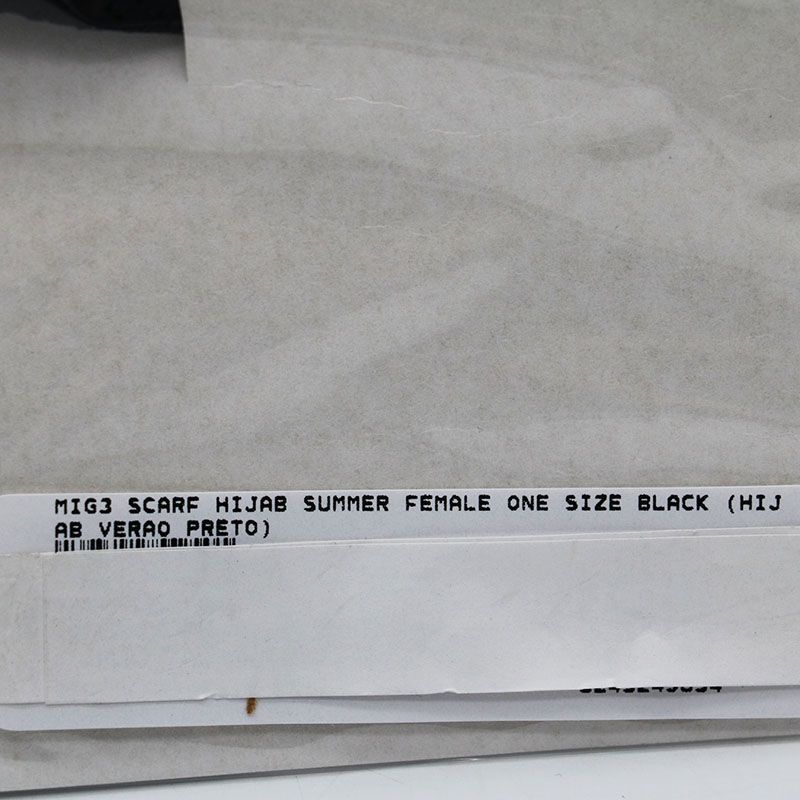 MIG3 SCARF HIJAB SUMMER FEMALE ONE SIZE BLACK (HIJ
AB VERAO PRETO)